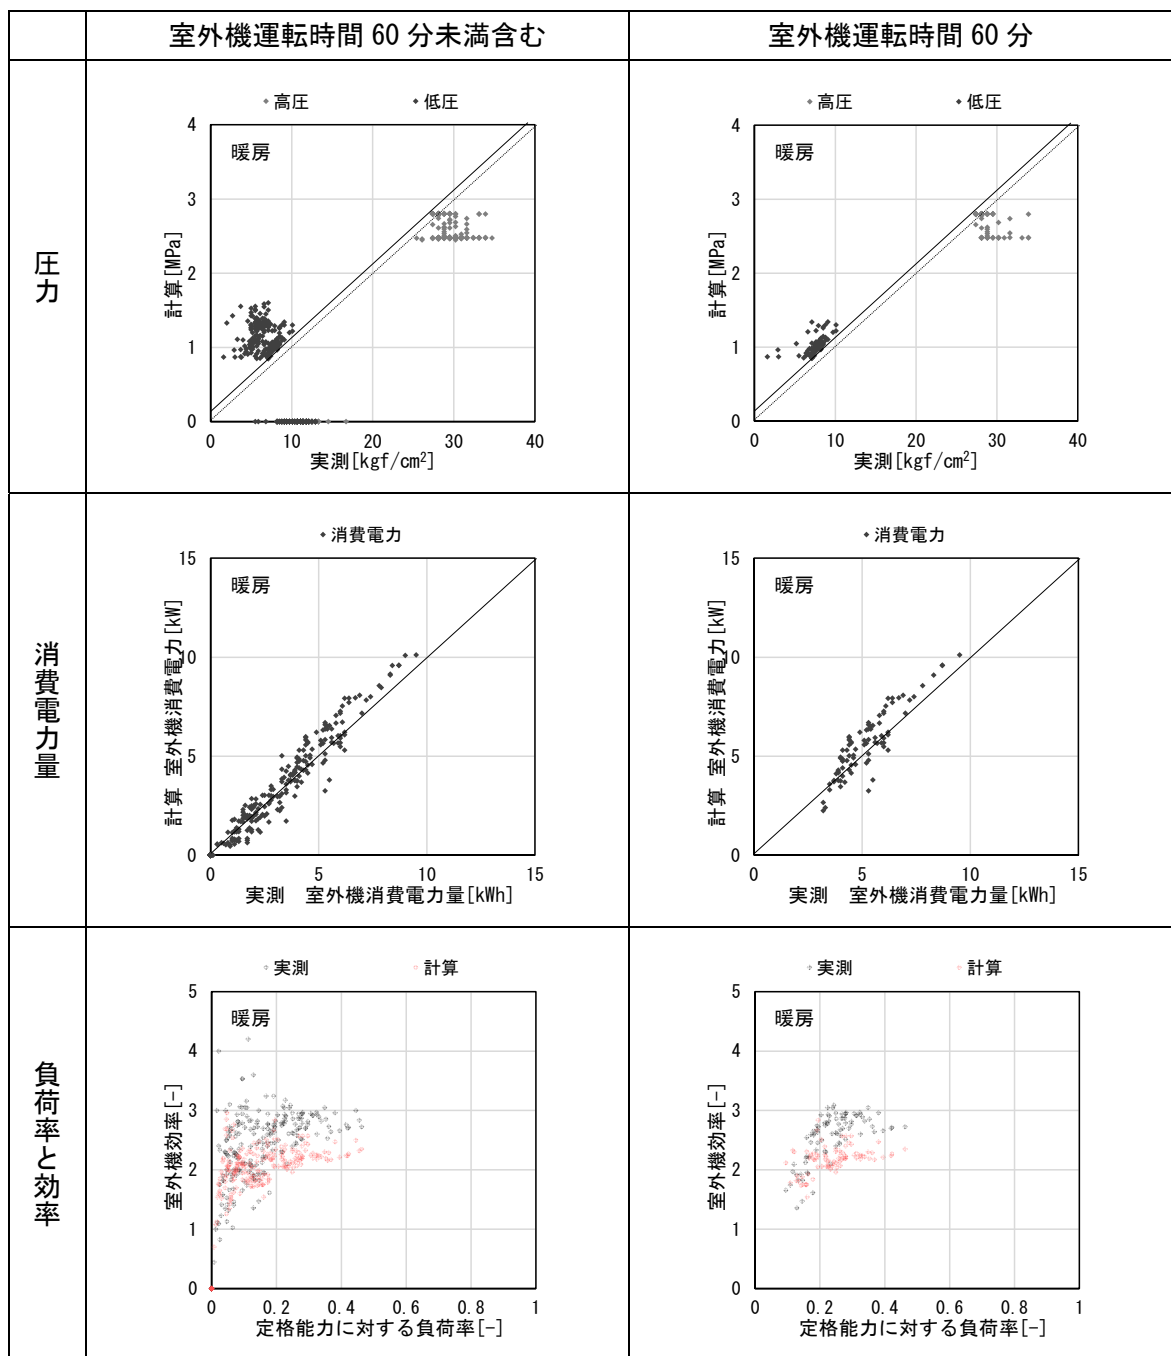 室外機運転時間 60 分未満含む
室外機運転時間 60 分
圧力
高圧 低圧
暖房
計算[MPa]
4
3
2
1
0
0 10 20 30 40
実測[kgf/cm²]
高圧 低圧
暖房
計算[MPa]
4
3
2
1
0
0 10 20 30 40
実測[kgf/cm²]
消費電力量
消費電力
暖房
計算 室外機消費電力[kW]
15
10
5
0
0 5 10 15
実測 室外機消費電力量[kWh]
消費電力
暖房
計算 室外機消費電力[kW]
15
10
5
0
0 5 10 15
実測 室外機消費電力量[kWh]
負荷率と効率
実測 計算
暖房
室外機効率[-]
5
4
3
2
1
0
0 0.2 0.4 0.6 0.8 1
定格能力に対する負荷率[-]
実測 計算
暖房
室外機効率[-]
5
4
3
2
1
0
0 0.2 0.4 0.6 0.8 1
定格能力に対する負荷率[-]